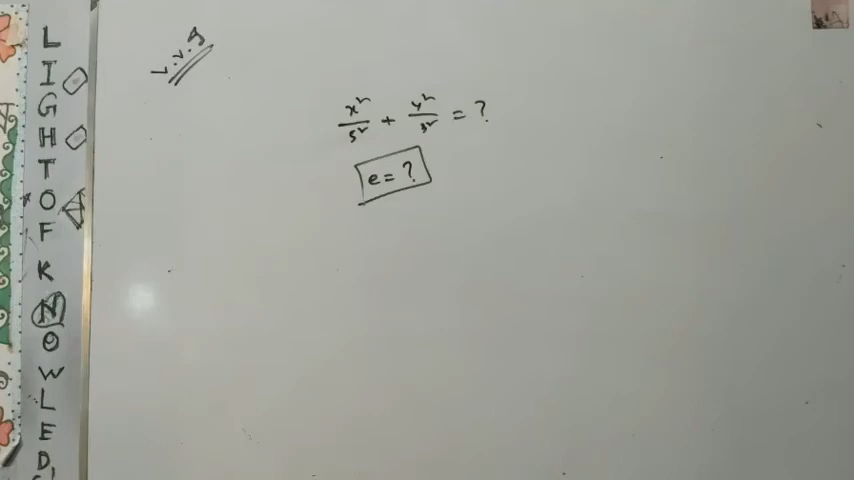 L
I
G
H
T
O
F
K
N
O
W
L
E
D
x²/5² + y²/3² = ?
e = ?